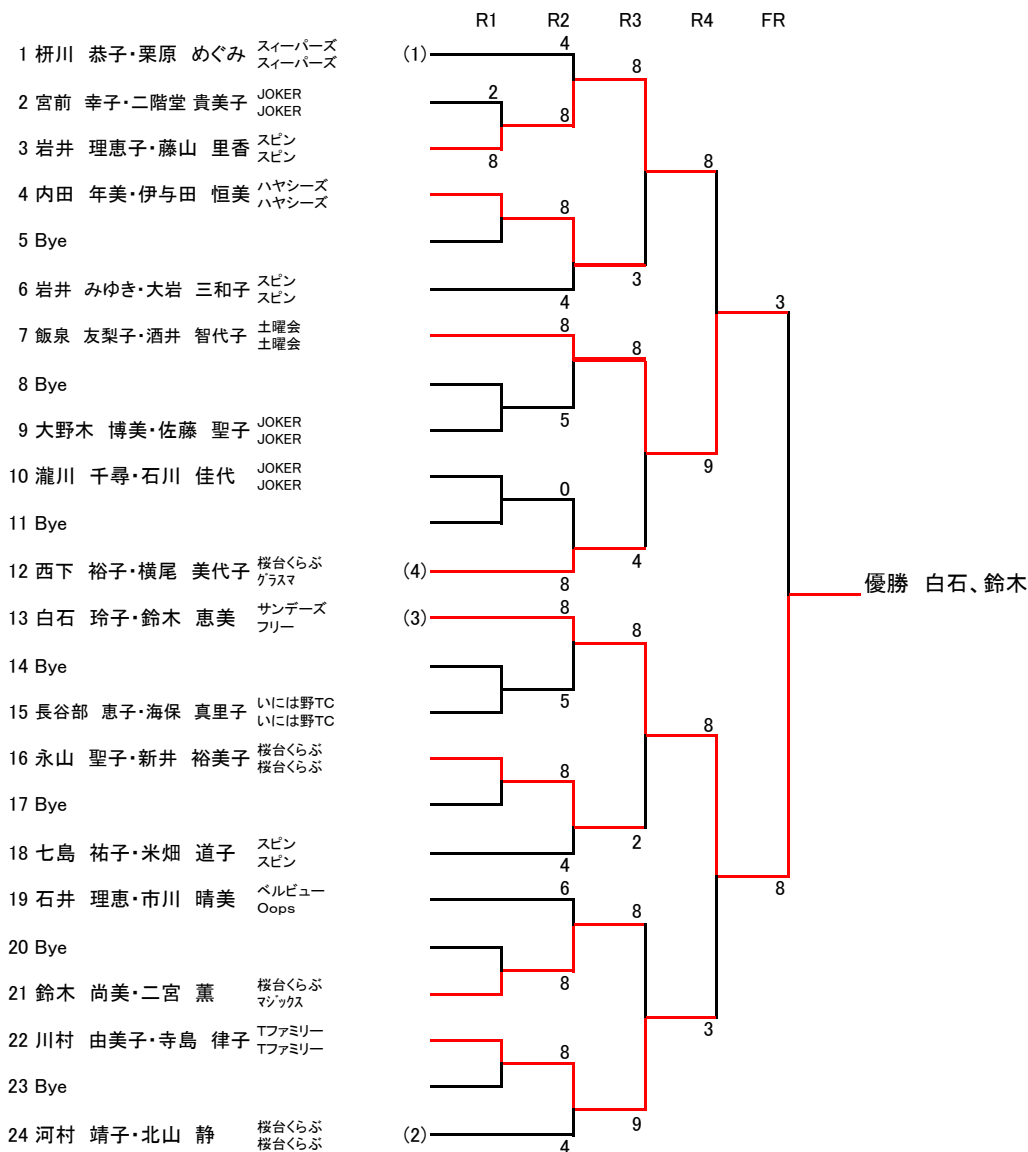 R1 R2 R3 R4 FR
4
1 枡川 恭子・栗原 めぐみ スィーパーズ スィーパーズ (1)
8
2 宮前 幸子・二階堂 貴美子 JOKER JOKER 2
8
3 岩井 理恵子・藤山 里香 スピン スピン 8
8
4 内田 年美・伊与田 恒美 ハヤシーズ ハヤシーズ
8
5 Bye
3
6 岩井 みゆき・大岩 三和子 スピン スピン 4
3
7 飯泉 友梨子・酒井 智代子 土曜会 土曜会 8
8
8 Bye
5
9 大野木 博美・佐藤 聖子 JOKER JOKER
9
10 瀧川 千尋・石川 佳代 JOKER JOKER
0
11 Bye
4
12 西下 裕子・横尾 美代子 桜台くらぶ グラスマ (4) 8
優勝 白石、鈴木
13 白石 玲子・鈴木 恵美 サンデーズ フリー (3) 8
8
14 Bye
5
15 長谷部 恵子・海保 真里子 いには野TC いには野TC
8
16 永山 聖子・新井 裕美子 桜台くらぶ 桜台くらぶ
8
17 Bye
2
18 七島 祐子・米畑 道子 スピン スピン 4
19 石井 理恵・市川 晴美 ベルビュー Oops 6
8
8
20 Bye
8
21 鈴木 尚美・二宮 薫 桜台くらぶ マジックス
3
22 川村 由美子・寺島 律子 Tファミリー Tファミリー
8
23 Bye
9
24 河村 靖子・北山 静 桜台くらぶ 桜台くらぶ (2) 4